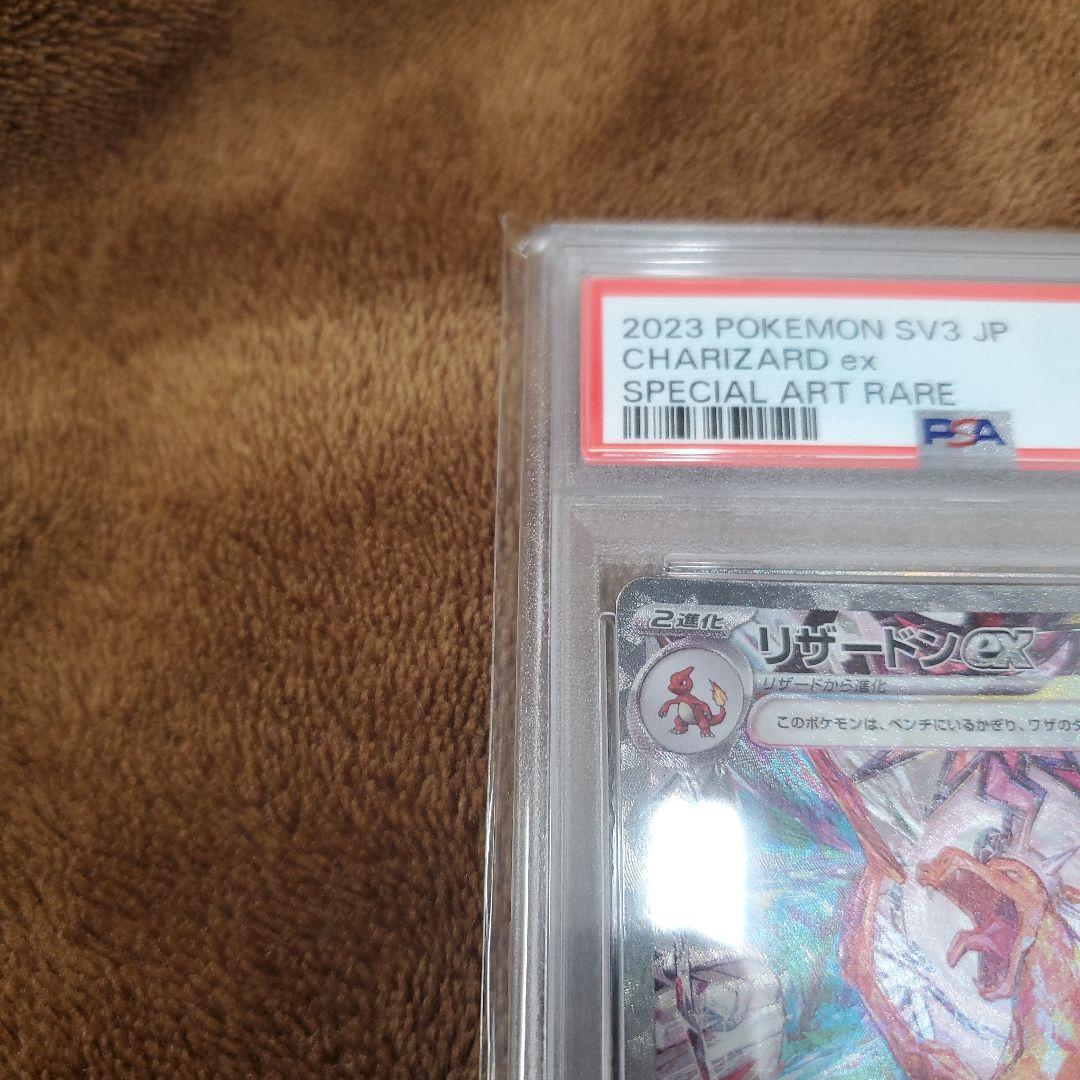 2023 POKEMON SV3 JP
CHARIZARD ex
SPECIAL ART RARE
PSA
2進化
リザードンex
リザードから進化
このポケモンは、ベンチにいるかぎり、ワザの